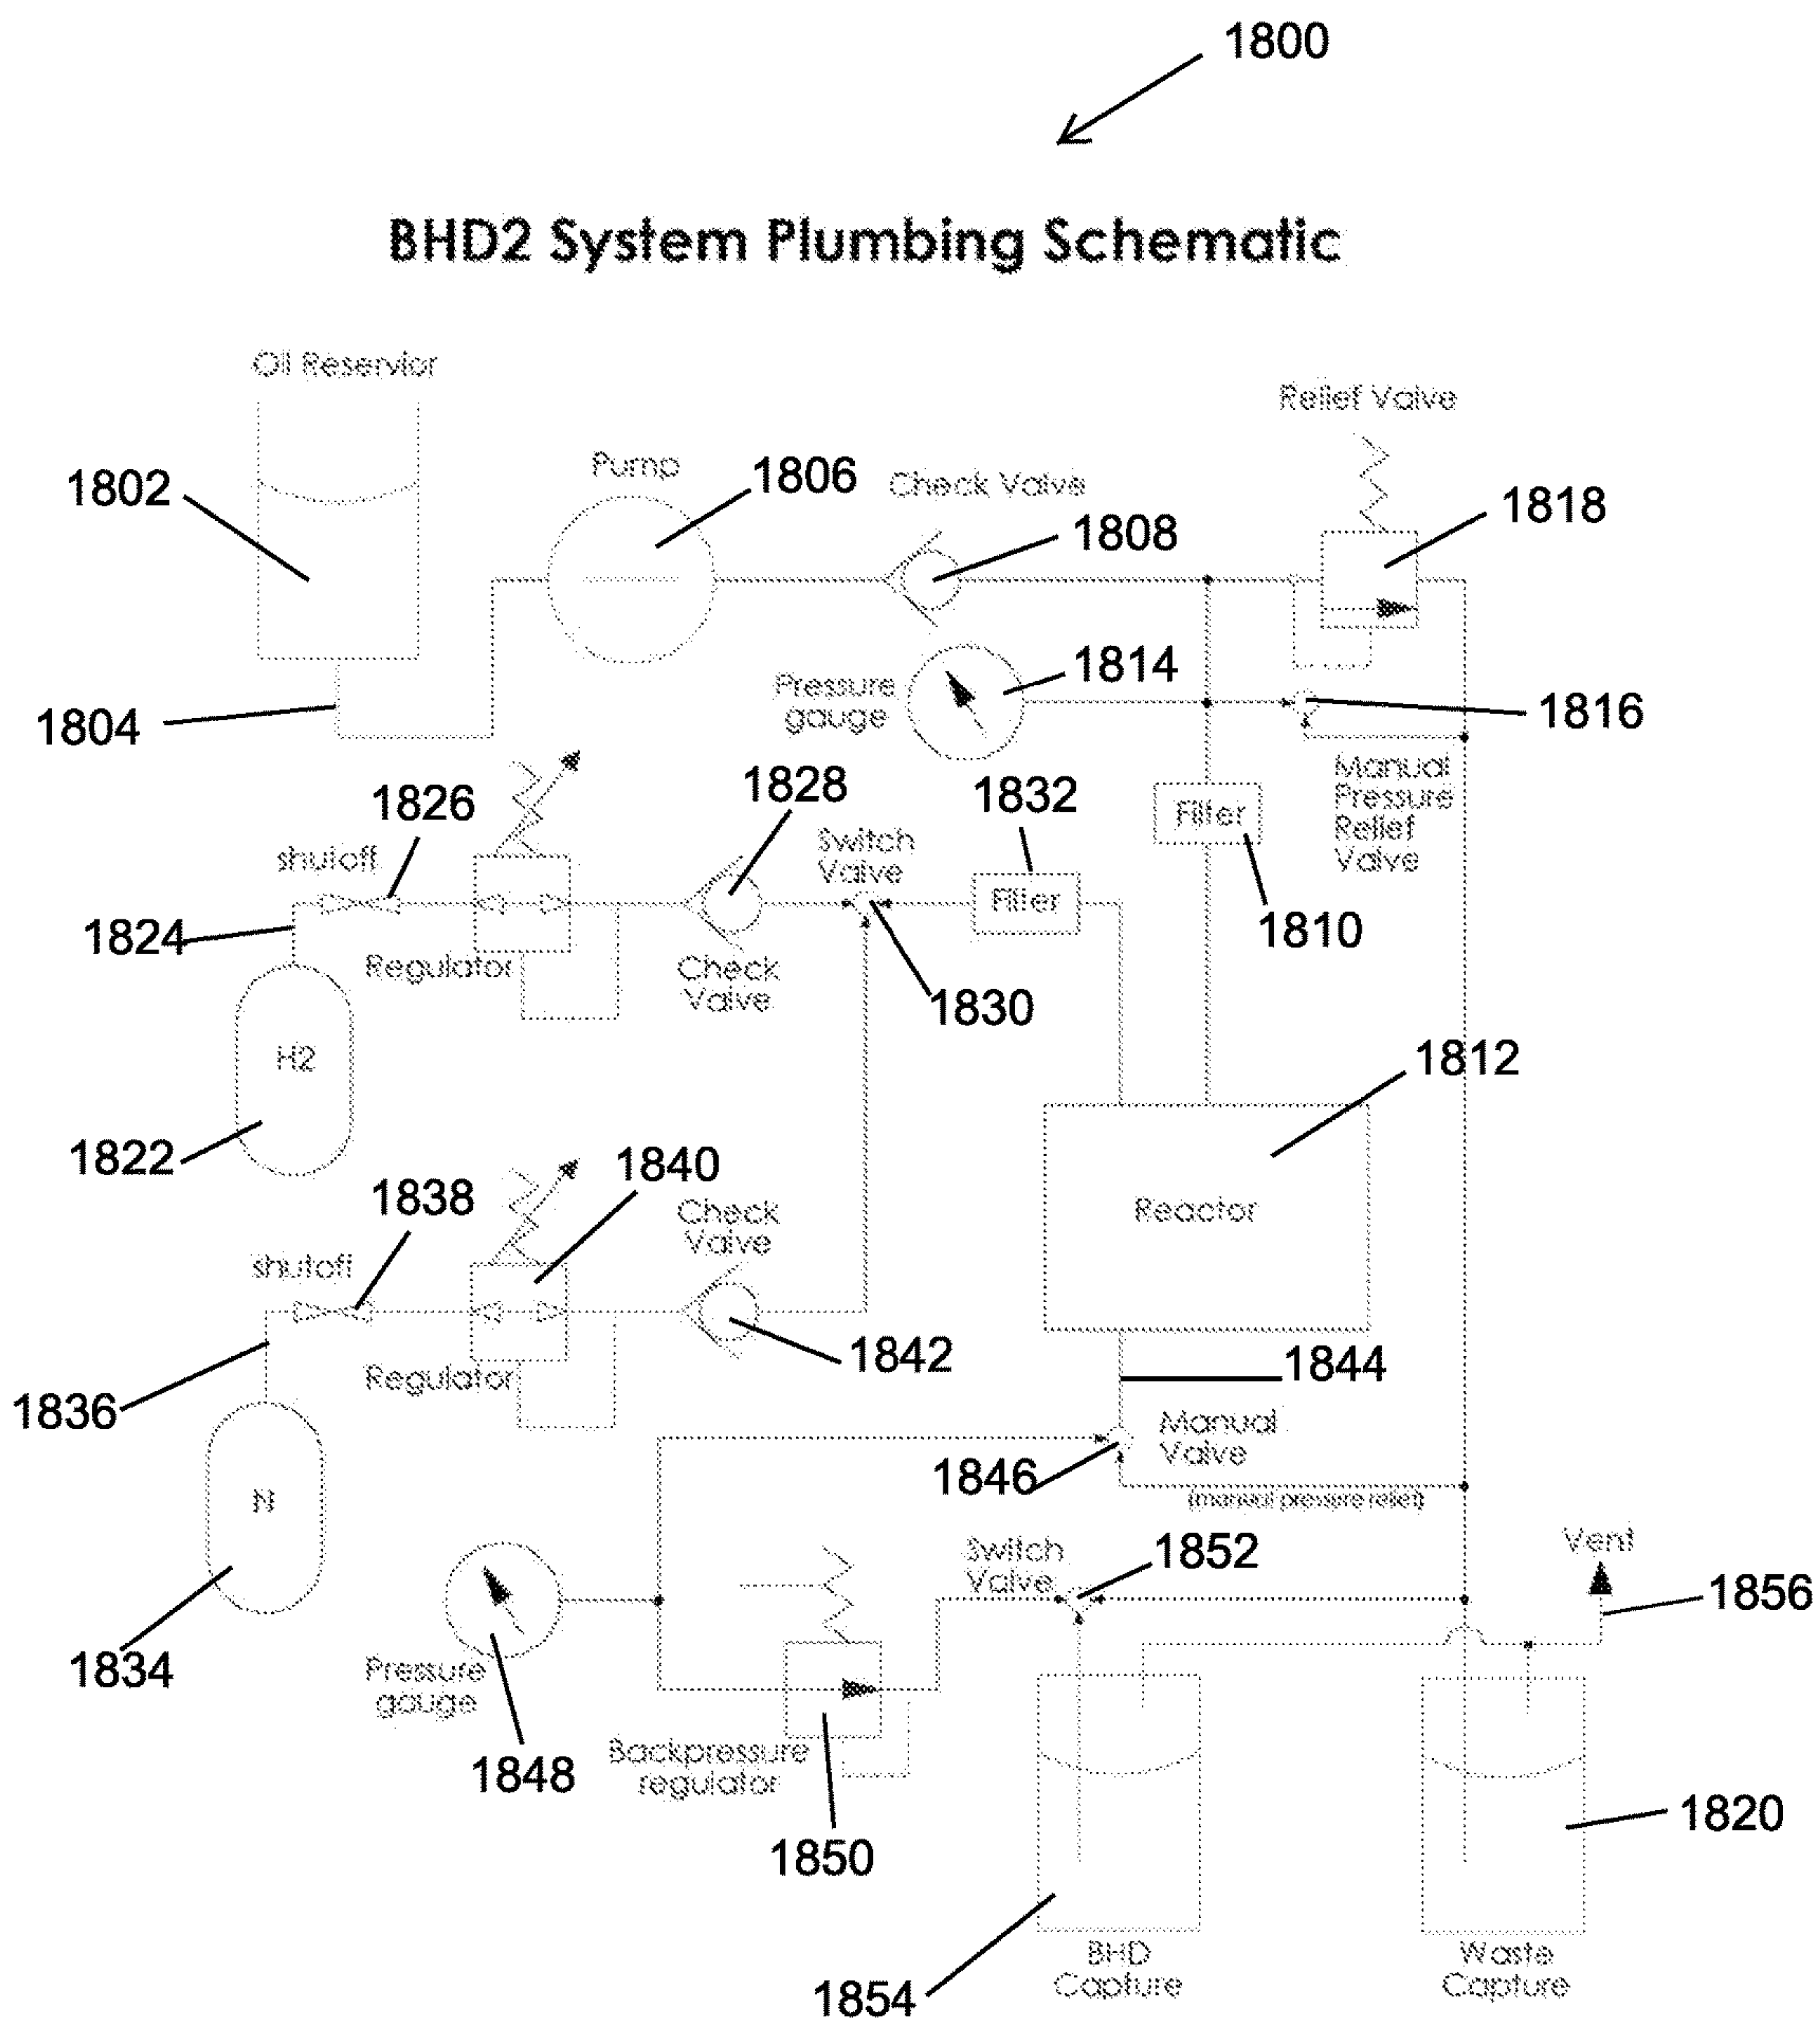 1800
BHD2 System Plumbing Schematic
Oil Reservior
Relief Valve
1802
Pump
1806
Check Valve
1818
1808
1804
Pressure
gauge
1814
1816
Manual
Pressure
Relief
Valve
1826
1828
1832
Switch
Valve
Filter
1810
shutoff
1824
Regulator
Check
Valve
Filter
1830
H2
1822
1812
Reactor
1838
1840
Check
Valve
shutoff
1836
Regulator
1842
1844
Manual
Valve
1846
(manual pressure relief)
N
1834
Switch
Valve
1852
Vent
1856
Pressure
gauge
1848
Backpressure
regulator
1850
1820
1854
BHD
Capture
Waste
Capture